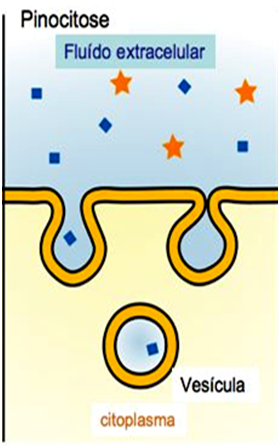 Pinocitose
Fluído extracelular
Vesícula
citoplasma